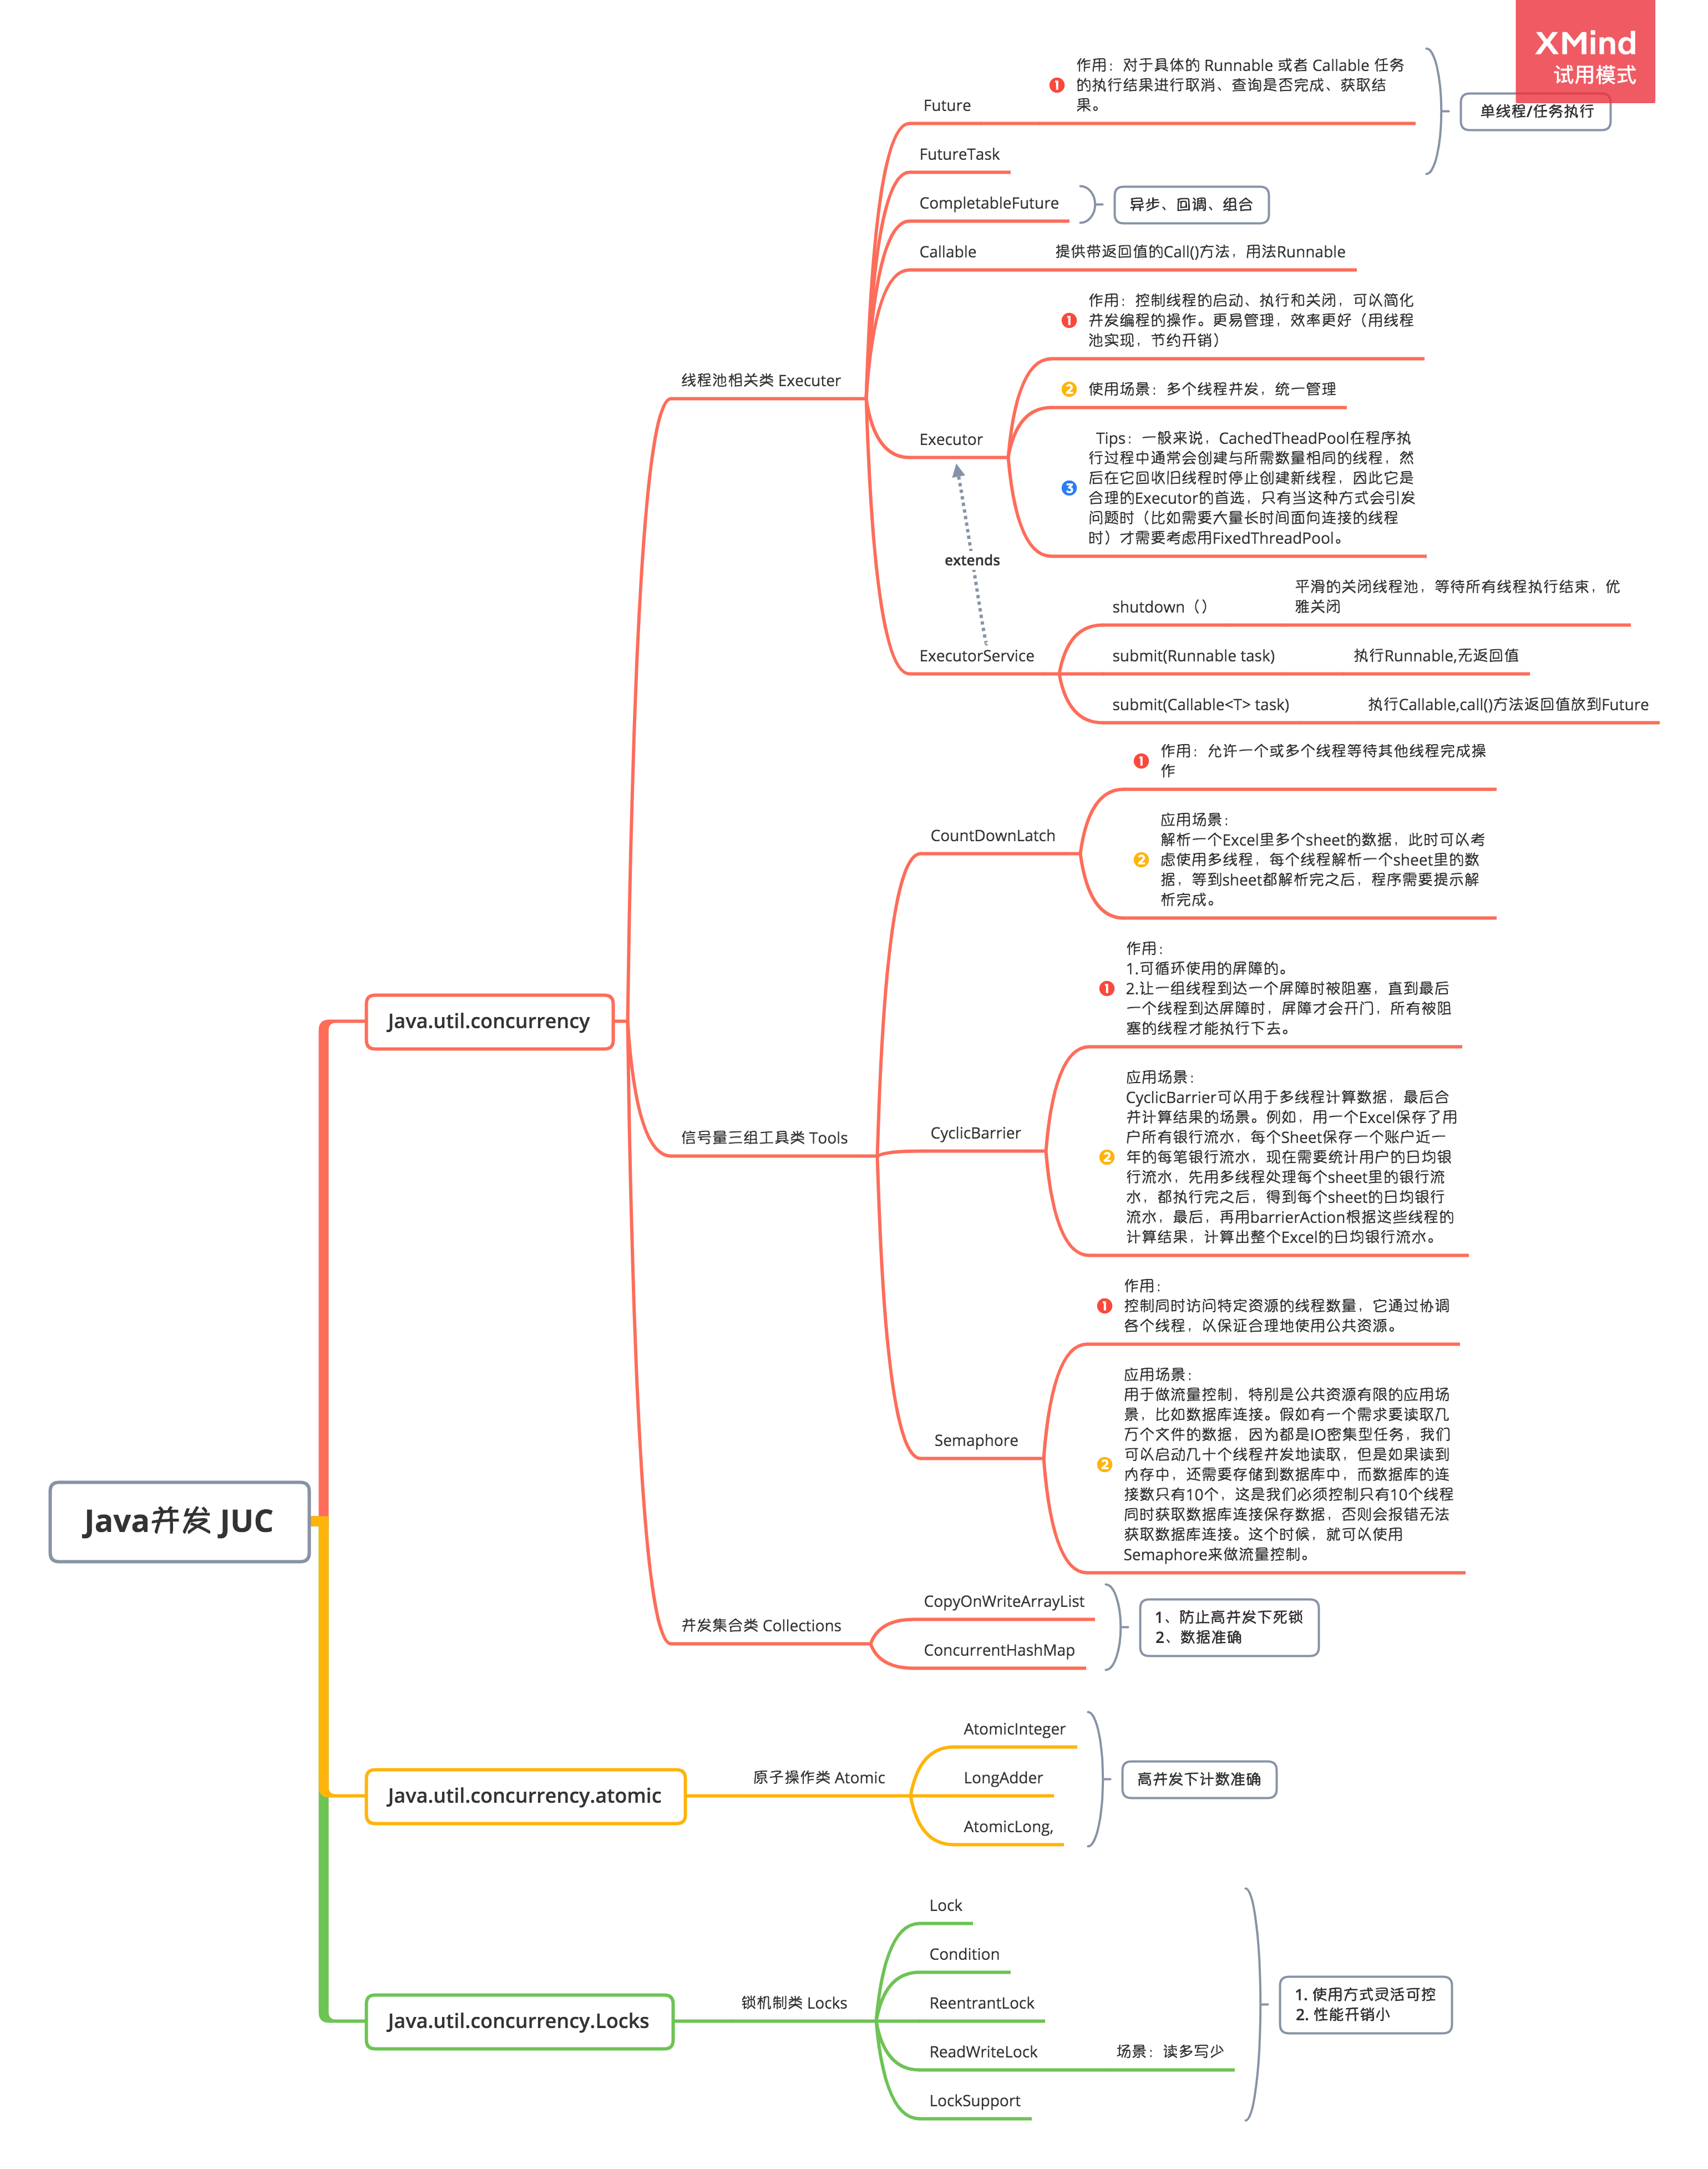 XMind
试用模式
作用：对于具体的 Runnable 或者 Callable 任务
的执行结果进行取消、查询是否完成、获取结
果。
Future
单线程/任务执行
FutureTask
CompletableFuture
异步、回调、组合
Callable
提供带返回值的Call()方法，用法Runnable
作用：控制线程的启动、执行和关闭，可以简化
并发编程的操作。更易管理，效率更好（用线程
池实现，节约开销）
线程池相关类 Executer
使用场景：多个线程并发，统一管理
Executor
Tips：一般来说，CachedTheadPool在程序执
行过程中通常会创建与所需数量相同的线程，然
后在它回收旧线程时停止创建新线程，因此它是
合理的Executor的首选，只有当这种方式会引发
问题时（比如需要大量长时间面向连接的线程
时）才需要考虑用FixedThreadPool。
extends
ExecutorService
shutdown（）
平滑的关闭线程池，等待所有线程执行结束，优
雅关闭
submit(Runnable task)
执行Runnable,无返回值
submit(Callable<T> task)
执行Callable,call()方法返回值放到Future
作用：允许一个或多个线程等待其他线程完成操
作
CountDownLatch
应用场景：
解析一个Excel里多个sheet的数据，此时可以考
虑使用多线程，每个线程解析一个sheet里的数
据，等到sheet都解析完之后，程序需要提示解
析完成。
作用：
1.可循环使用的屏障的。
2.让一组线程到达一个屏障时被阻塞，直到最后
一个线程到达屏障时，屏障才会开门，所有被阻
塞的线程才能执行下去。
Java.util.concurrency
信号量三组工具类 Tools
CyclicBarrier
应用场景：
CyclicBarrier可以用于多线程计算数据，最后合
并计算结果的场景。例如，用一个Excel保存了用
户所有银行流水，每个Sheet保存一个账户近一
年的每笔银行流水，现在需要统计用户的日均银
行流水，先用多线程处理每个sheet里的银行流
水，都执行完之后，得到每个sheet的日均银行
流水，最后，再用barrierAction根据这些线程的
计算结果，计算出整个Excel的日均银行流水。
作用：
控制同时访问特定资源的线程数量，它通过协调
各个线程，以保证合理地使用公共资源。
Semaphore
应用场景：
用于做流量控制，特别是公共资源有限的应用场
景，比如数据库连接。假如有一个需求要读取几
万个文件的数据，因为都是IO密集型任务，我们
可以启动几十个线程并发地读取，但是如果读到
内存中，还需要存储到数据库中，而数据库的连
接数只有10个，这是我们必须控制只有10个线程
同时获取数据库连接保存数据，否则会报错无法
获取数据库连接。这个时候，就可以使用
Semaphore来做流量控制。
Java并发 JUC
并发集合类 Collections
CopyOnWriteArrayList
ConcurrentHashMap
1、防止高并发下死锁
2、数据准确
Java.util.concurrency.atomic
原子操作类 Atomic
AtomicInteger
LongAdder
AtomicLong,
高并发下计数准确
Java.util.concurrency.Locks
锁机制类 Locks
Lock
Condition
ReentrantLock
ReadWriteLock
场景：读多写少
LockSupport
1. 使用方式灵活可控
2. 性能开销小